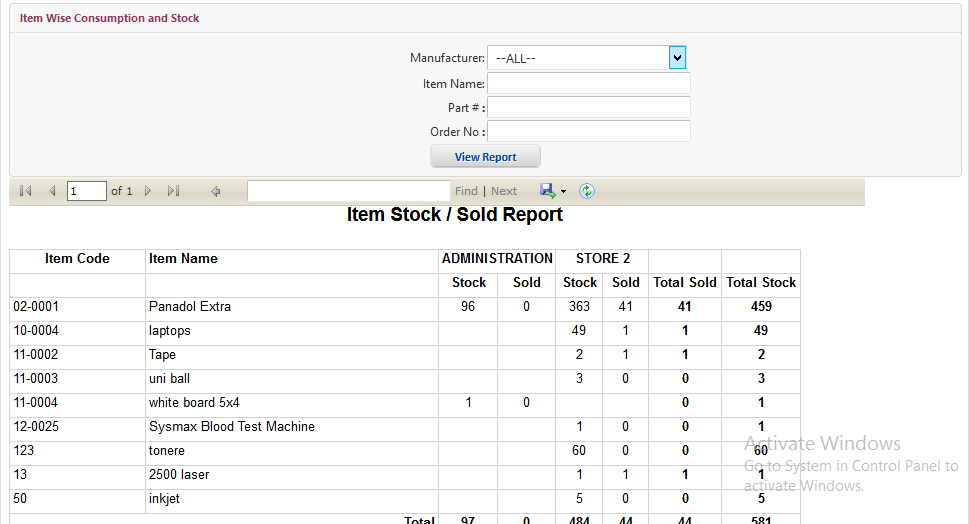 Item Wise Consumption and Stock
Manufacturer: --ALL--
Item Name:
Part # :
Order No :
View Report
1 of 1 Find | Next
Item Stock / Sold Report
Item Code Item Name ADMINISTRATION STORE 2
Stock Sold Stock Sold Total Sold Total Stock
02-0001 Panadol Extra 96 0 363 41 41 459
10-0004 laptops 49 1 1 49
11-0002 Tape 2 1 1 2
11-0003 uni ball 3 0 0 3
11-0004 white board 5x4 1 0 0 1
12-0025 Sysmax Blood Test Machine 1 0 0 1
123 tonere 60 0 0 60
13 2500 laser 1 1 1 1
50 inkjet 5 0 0 5
Total 97 0 484 44 44 581
Activate Windows
Go to System in Control Panel to
activate Windows.